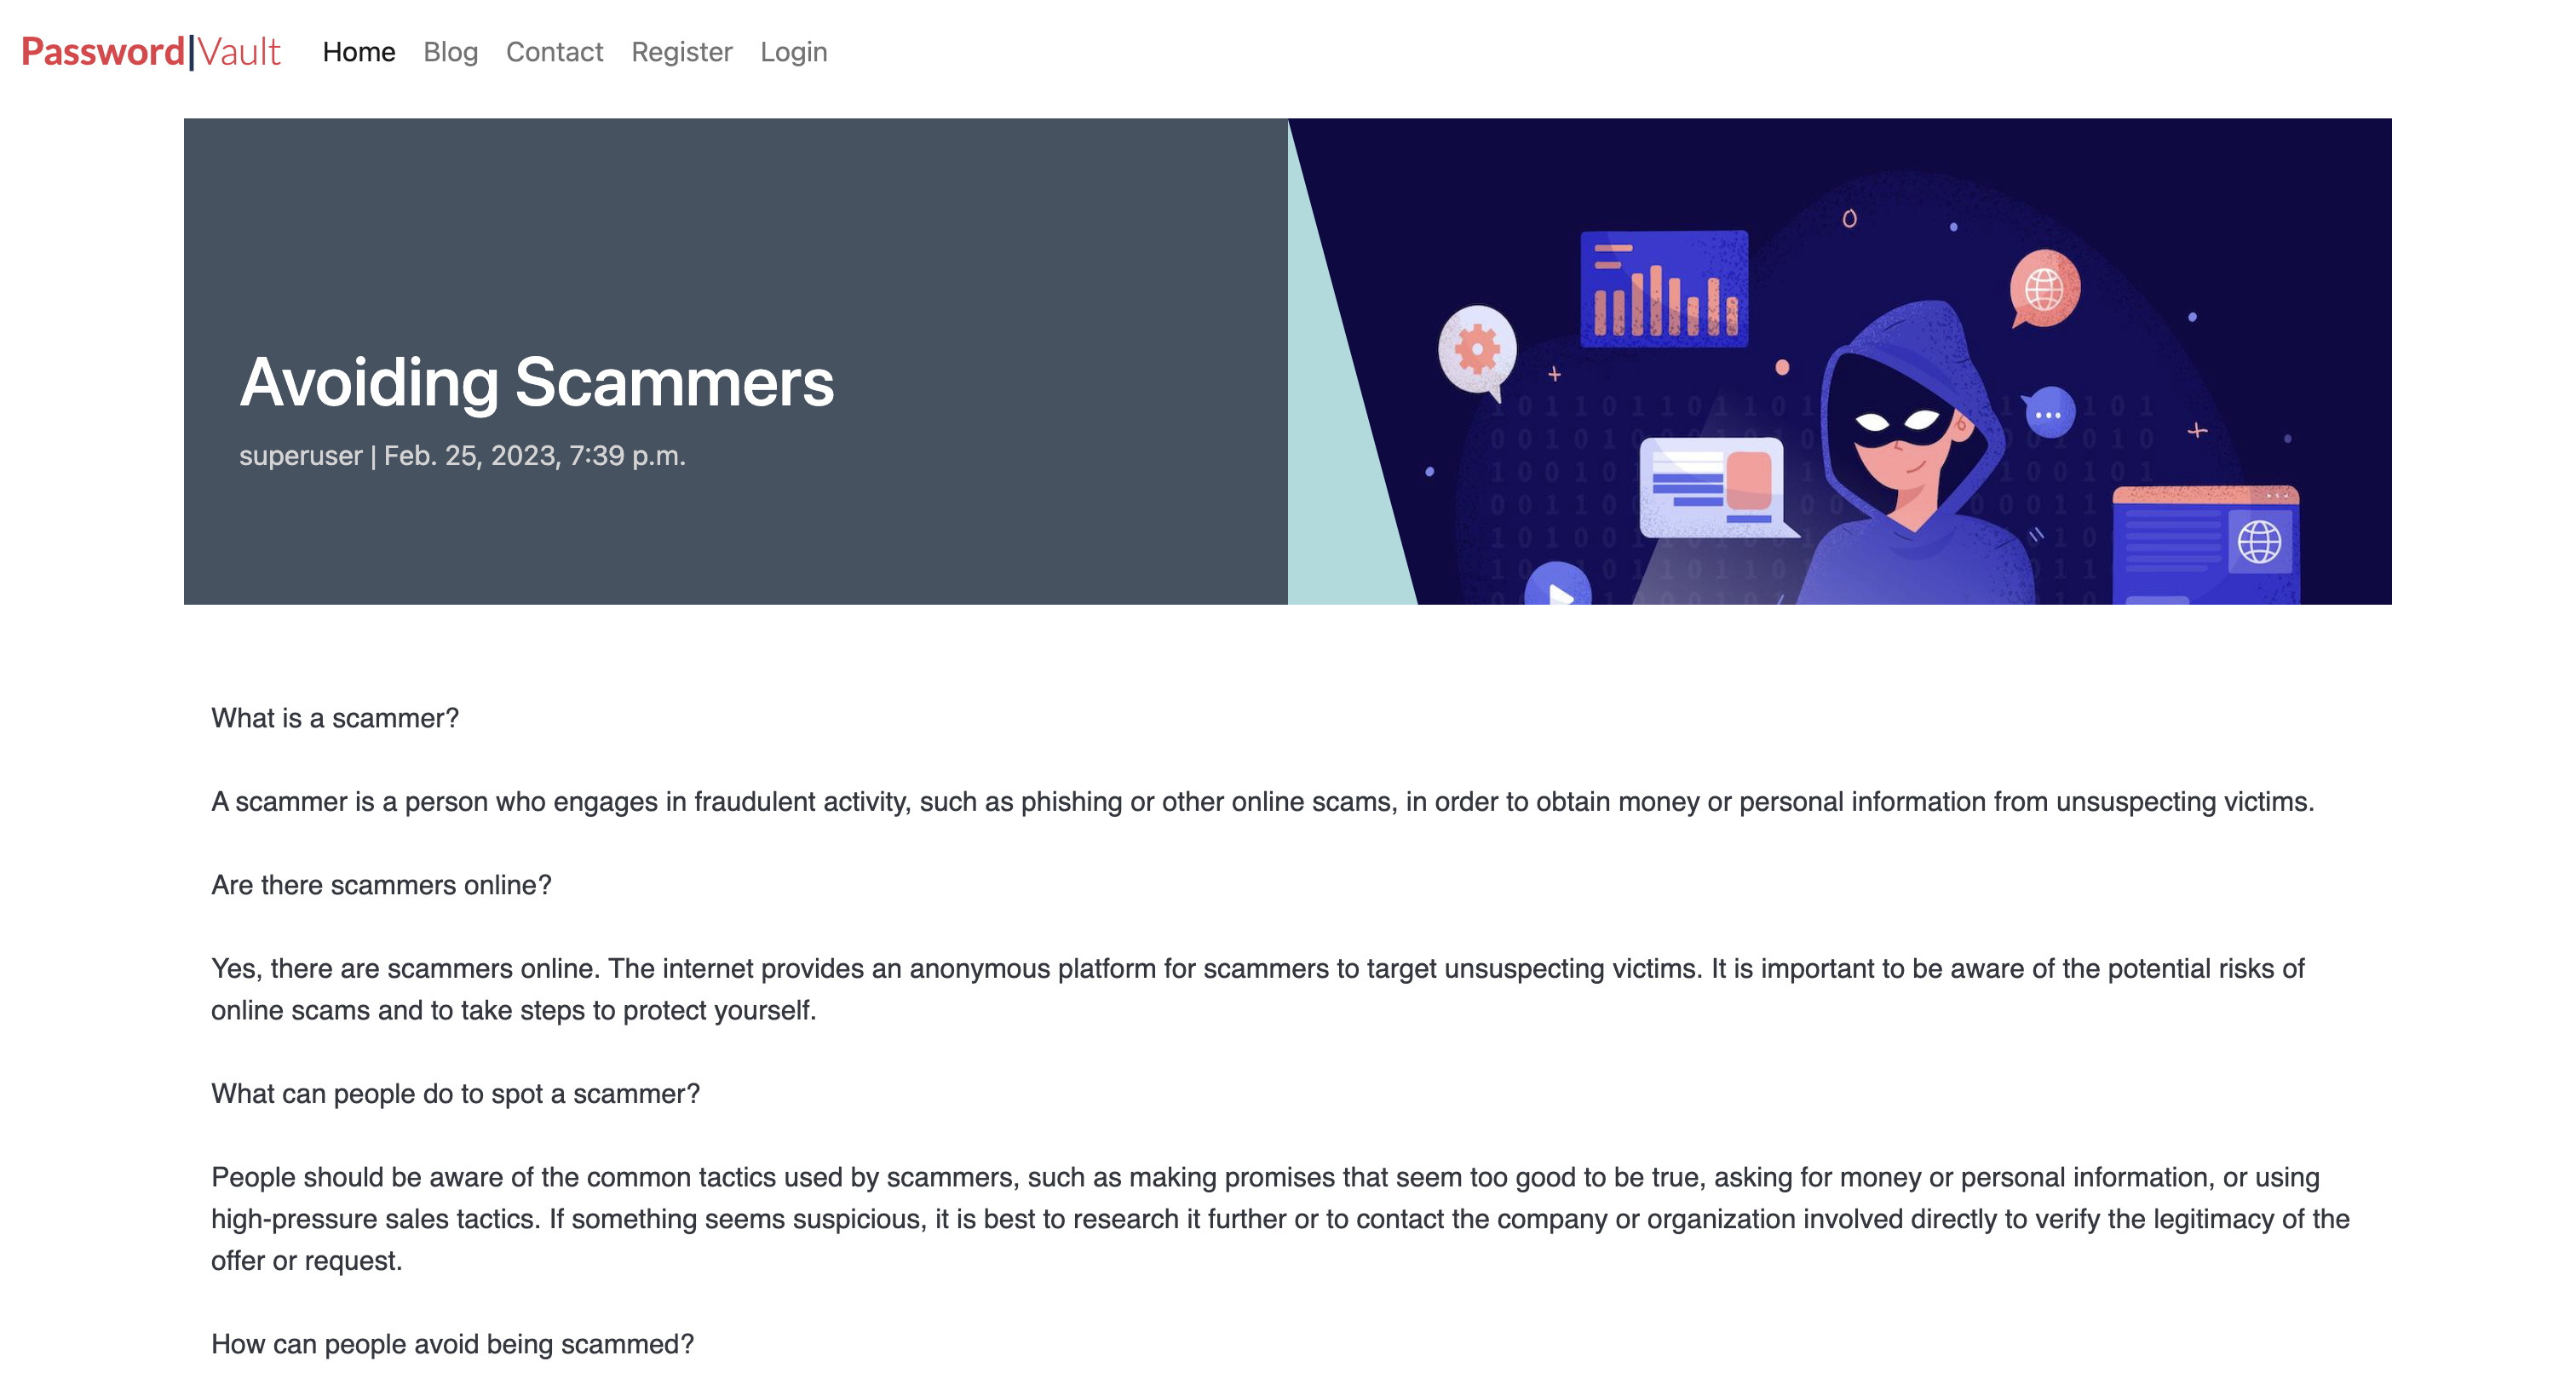 Password|Vault Home Blog Contact Register Login
Avoiding Scammers
superuser | Feb. 25, 2023, 7:39 p.m.
What is a scammer?
A scammer is a person who engages in fraudulent activity, such as phishing or other online scams, in order to obtain money or personal information from unsuspecting victims.
Are there scammers online?
Yes, there are scammers online. The internet provides an anonymous platform for scammers to target unsuspecting victims. It is important to be aware of the potential risks of
online scams and to take steps to protect yourself.
What can people do to spot a scammer?
People should be aware of the common tactics used by scammers, such as making promises that seem too good to be true, asking for money or personal information, or using
high-pressure sales tactics. If something seems suspicious, it is best to research it further or to contact the company or organization involved directly to verify the legitimacy of the
offer or request.
How can people avoid being scammed?